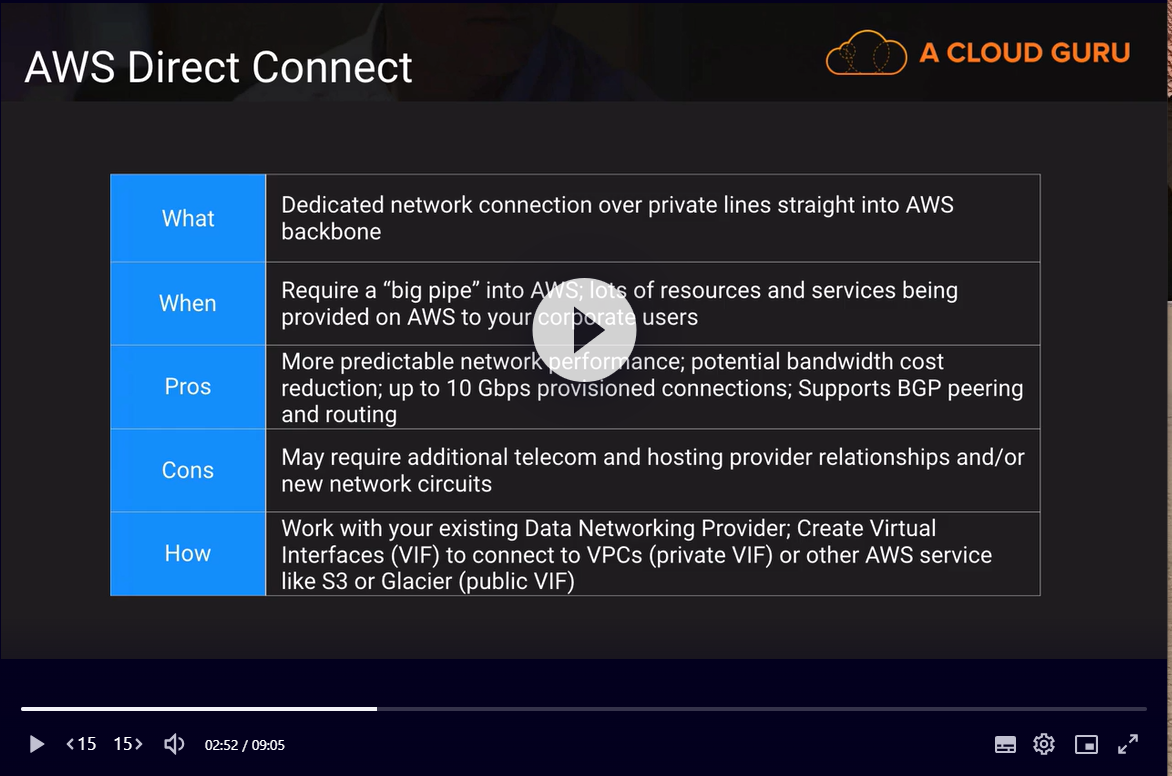 AWS Direct Connect
A CLOUD GURU
What
Dedicated network connection over private lines straight into AWS
backbone
When
Require a “big pipe” into AWS; lots of resources and services being
provided on AWS to your corporate users
Pros
More predictable network performance; potential bandwidth cost
reduction; up to 10 Gbps provisioned connections; Supports BGP peering
and routing
Cons
May require additional telecom and hosting provider relationships and/or
new network circuits
How
Work with your existing Data Networking Provider; Create Virtual
Interfaces (VIF) to connect to VPCs (private VIF) or other AWS service
like S3 or Glacier (public VIF)
<15 15> 02:52 / 09:05